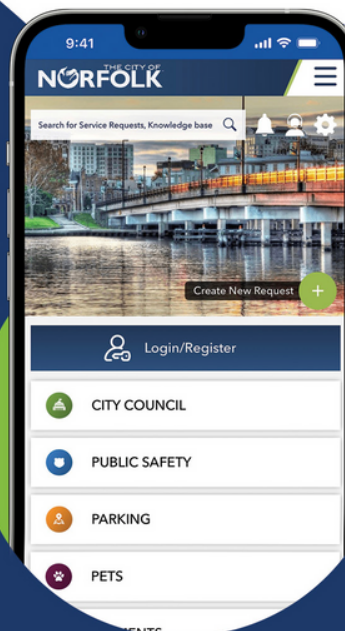 9:41
THE CITY OF
NORFOLK
Search for Service Requests, Knowledge base
Create New Request
Login/Register
CITY COUNCIL
PUBLIC SAFETY
PARKING
PETS